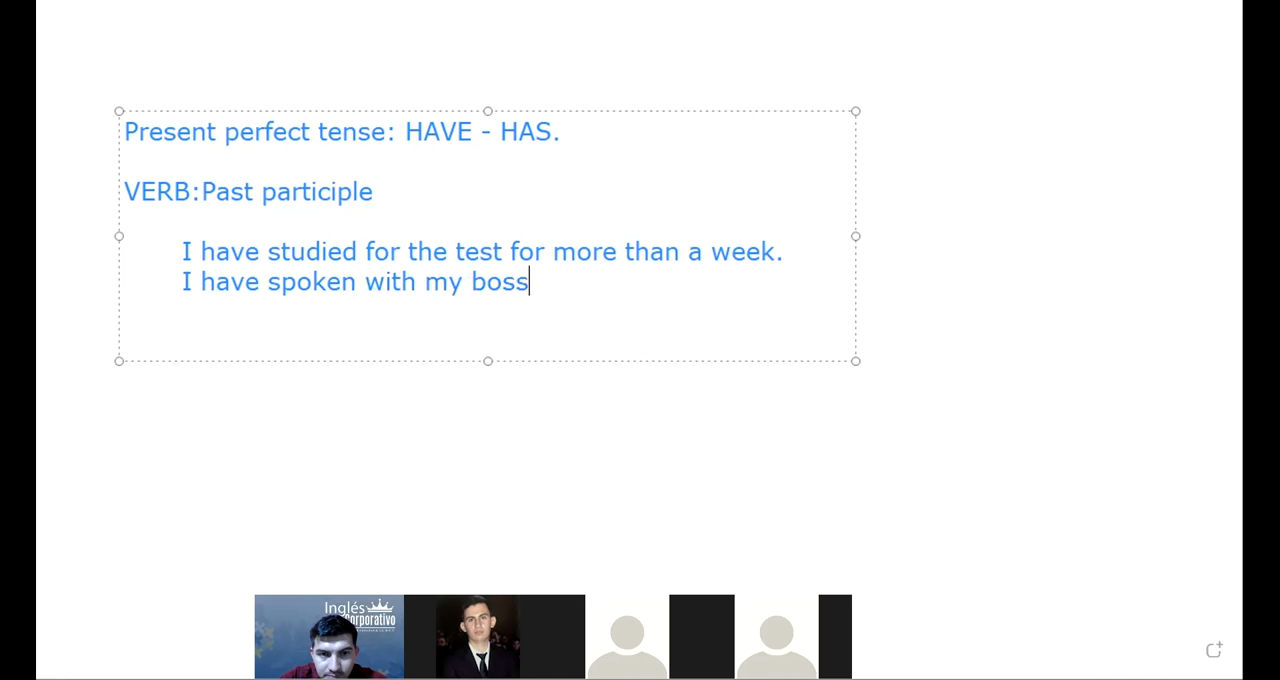 Present perfect tense: HAVE - HAS.
VERB:Past participle
I have studied for the test for more than a week.
I have spoken with my boss
Inglés
Corporativo